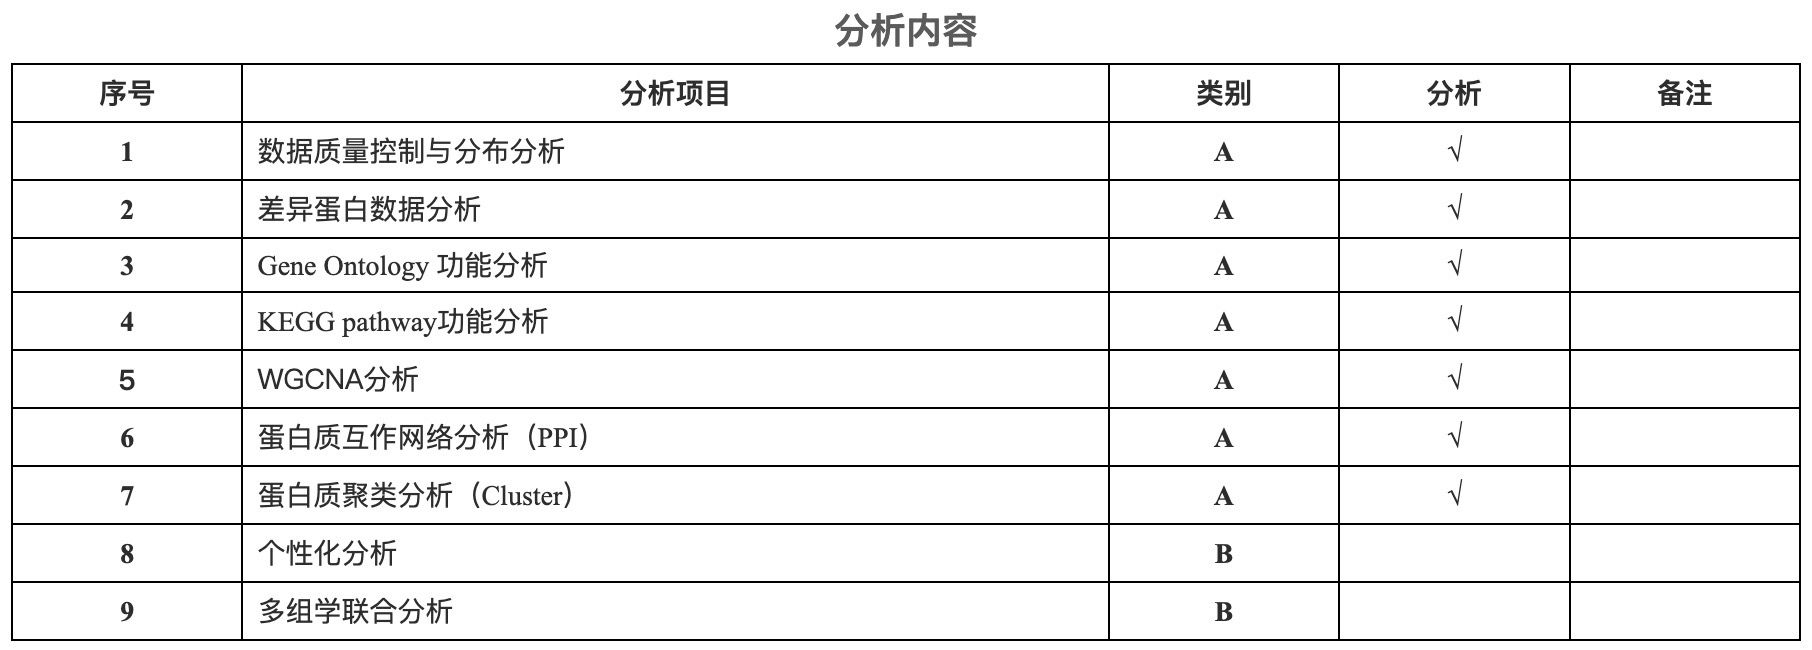 分析内容
序号 分析项目 类别 分析 备注
1 数据质量控制与分布分析 A √
2 差异蛋白数据分析 A √
3 Gene Ontology 功能分析 A √
4 KEGG pathway功能分析 A √
5 WGCNA分析 A √
6 蛋白质互作网络分析（PPI） A √
7 蛋白质聚类分析（Cluster） A √
8 个性化分析 B
9 多组学联合分析 B